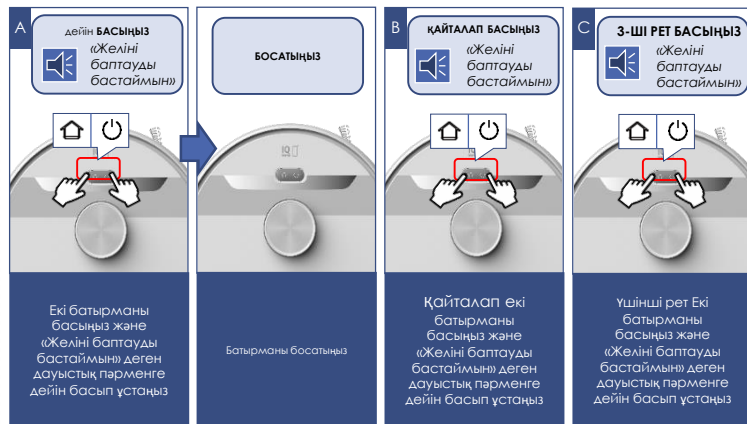 A
дейін БАСЫҢЫЗ
«Желіні
баптауды
бастаймын»
Екі батырманы
басыңыз және
«Желіні баптауды
бастаймын» деген
дауыстық пәрменге
дейін басып ұстаңыз
БОСАТЫҢЫЗ
Батырманы босатыңыз
B
ҚАЙТАЛАП БАСЫҢЫЗ
«Желіні
баптауды
бастаймын»
Қайталап екі
батырманы
басыңыз және
«Желіні баптауды
бастаймын» деген
дауыстық пәрменге
дейін басып ұстаңыз
C
3-ШІ РЕТ БАСЫҢЫЗ
«Желіні
баптауды
бастаймын»
Үшінші рет Екі
батырманы
басыңыз және
«Желіні баптауды
бастаймын» деген
дауыстық пәрменге
дейін басып ұстаңыз